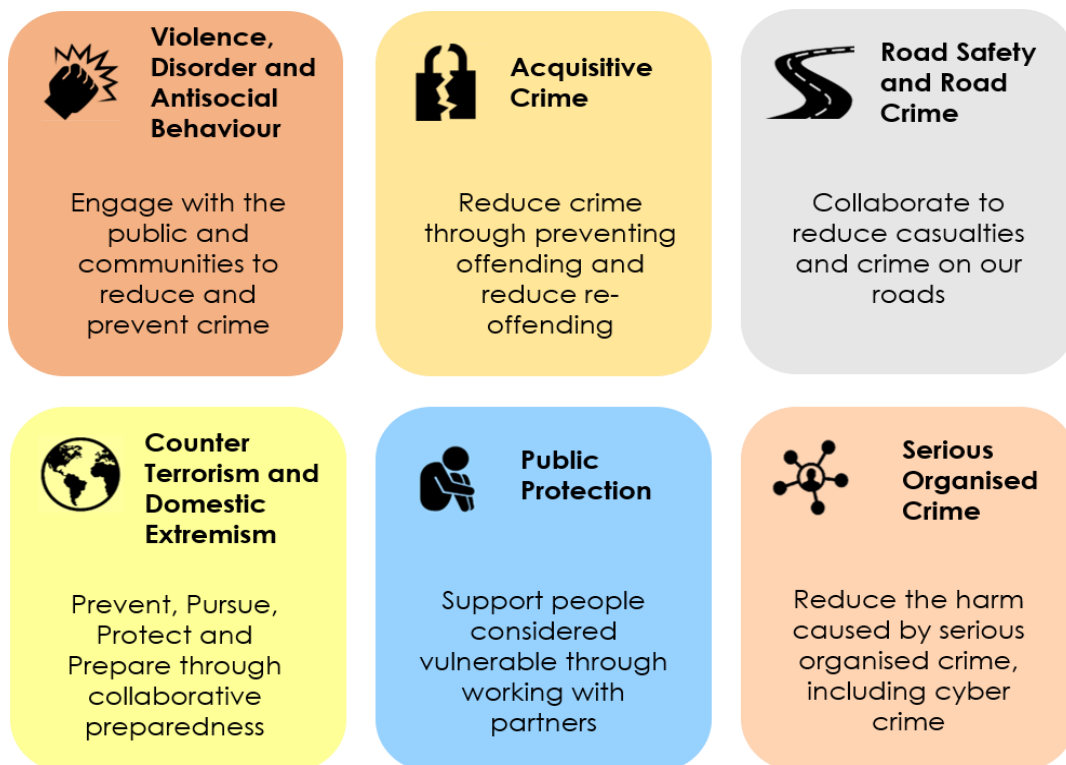 Violence,
Disorder and
Antisocial
Behaviour
Engage with the
public and
communities to
reduce and
prevent crime
Acquisitive
Crime
Reduce crime
through preventing
offending and
reduce re-
offending
Road Safety
and Road
Crime
Collaborate to
reduce casualties
and crime on our
roads
Counter
Terrorism and
Domestic
Extremism
Prevent, Pursue,
Protect and
Prepare through
collaborative
preparedness
Public
Protection
Support people
considered
vulnerable through
working with
partners
Serious
Organised
Crime
Reduce the harm
caused by serious
organised crime,
including cyber
crime